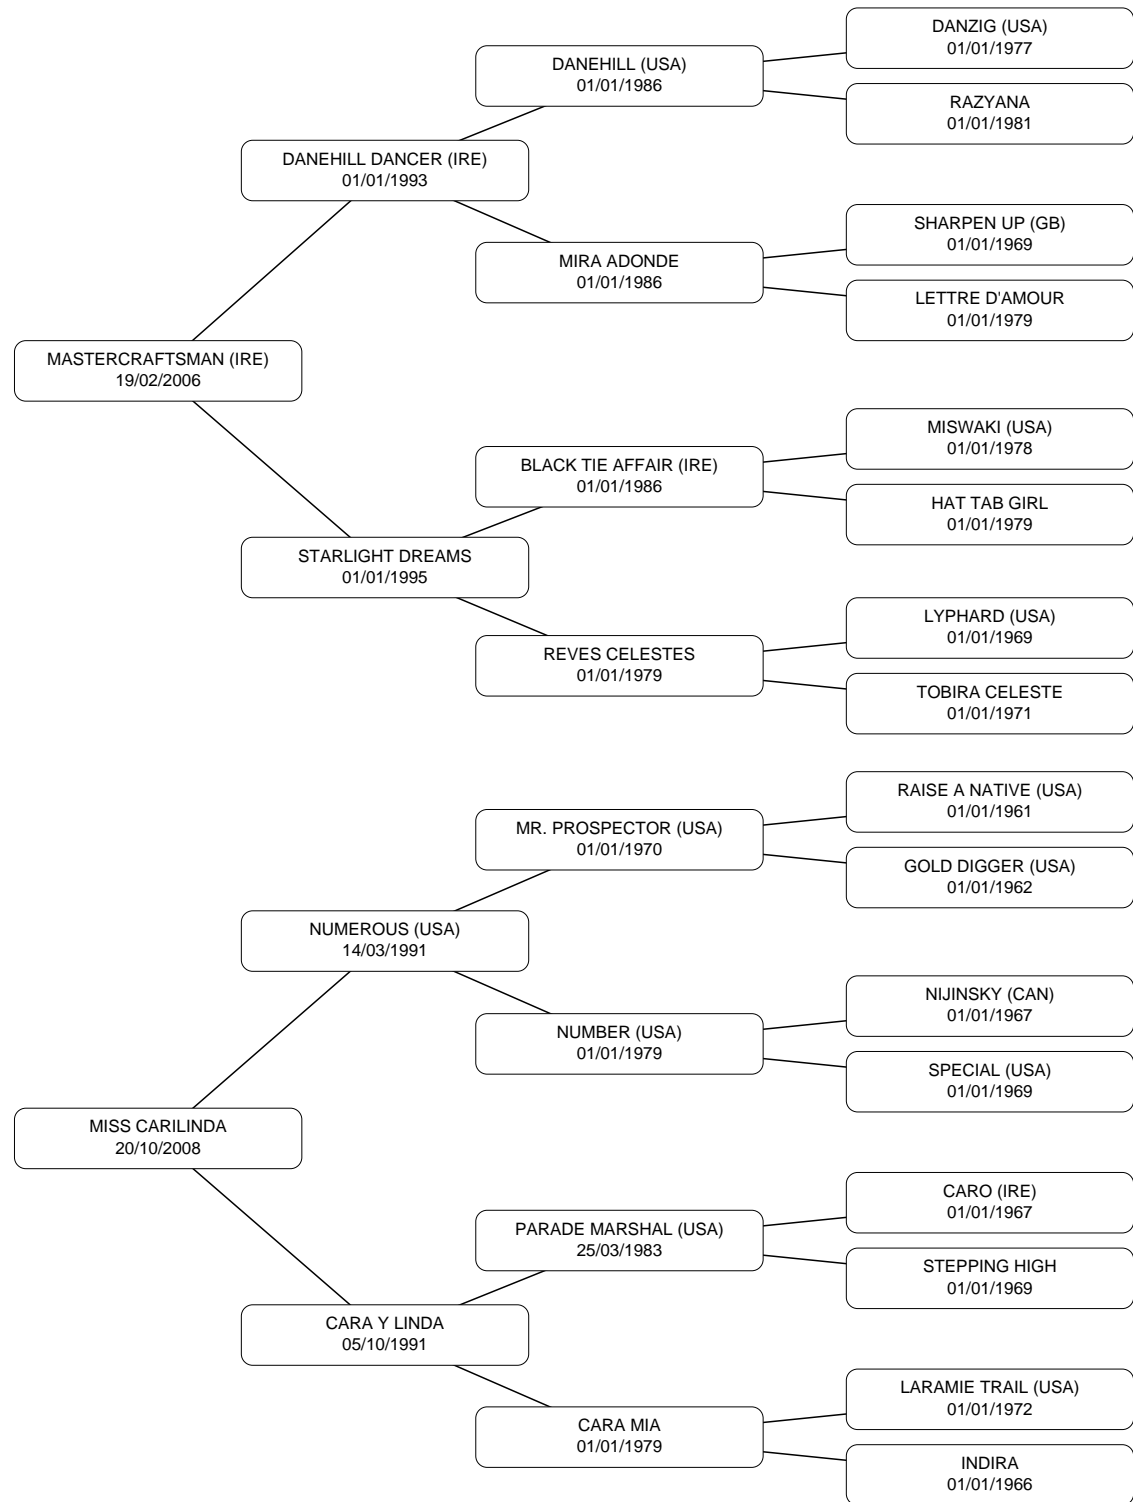 DANZIG (USA)
01/01/1977
DANEHILL (USA)
01/01/1986
RAZYANA
01/01/1981
DANEHILL DANCER (IRE)
01/01/1993
SHARPEN UP (GB)
01/01/1969
MIRA ADONDE
01/01/1986
LETTRE D'AMOUR
01/01/1979
MASTERCRAFTSMAN (IRE)
19/02/2006
MISWAKI (USA)
01/01/1978
BLACK TIE AFFAIR (IRE)
01/01/1986
HAT TAB GIRL
01/01/1979
STARLIGHT DREAMS
01/01/1995
LYPHARD (USA)
01/01/1969
REVES CELESTES
01/01/1979
TOBIRA CELESTE
01/01/1971
RAISE A NATIVE (USA)
01/01/1961
MR. PROSPECTOR (USA)
01/01/1970
GOLD DIGGER (USA)
01/01/1962
NUMEROUS (USA)
14/03/1991
NIJINSKY (CAN)
01/01/1967
NUMBER (USA)
01/01/1979
SPECIAL (USA)
01/01/1969
MISS CARILINDA
20/10/2008
CARO (IRE)
01/01/1967
PARADE MARSHAL (USA)
25/03/1983
STEPPING HIGH
01/01/1969
CARA Y LINDA
05/10/1991
LARAMIE TRAIL (USA)
01/01/1972
CARA MIA
01/01/1979
INDIRA
01/01/1966